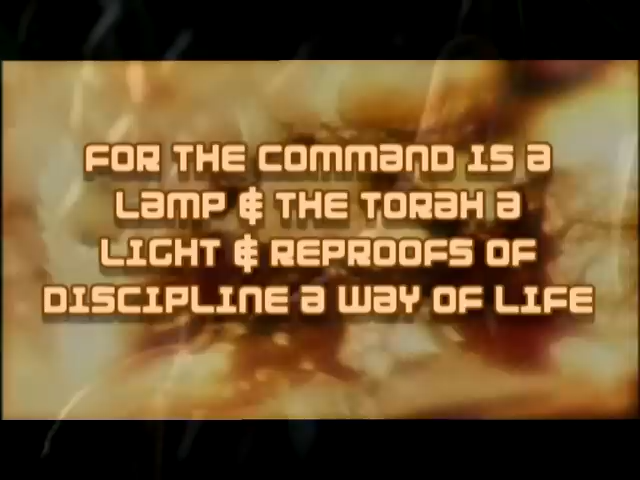 FOR THE COMMAND IS A
LAMP & THE TORAH A
LIGHT & REPROOFS OF
DISCIPLINE A WAY OF LIFE